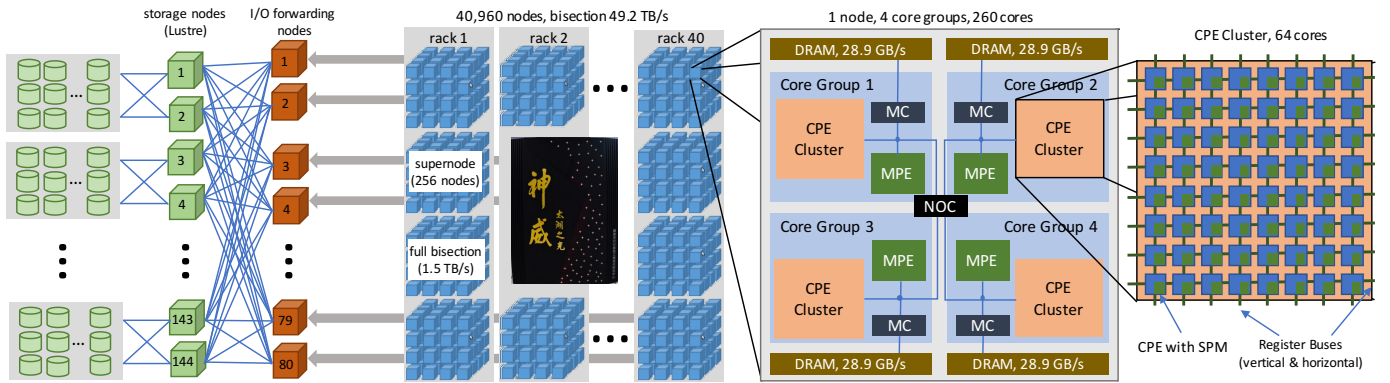 storage nodes
(Lustre)
I/O forwarding
nodes
1
2
3
4
143
144
1
2
3
4
79
80
...
...
...
40,960 nodes, bisection 49.2 TB/s
rack 1
rack 2
rack 40
supernode
(256 nodes)
full bisection
(1.5 TB/s)
神
威
太湖之光
1 node, 4 core groups, 260 cores
DRAM, 28.9 GB/s
DRAM, 28.9 GB/s
Core Group 1
Core Group 2
MC
MC
CPE
Cluster
CPE
Cluster
MPE
MPE
NOC
Core Group 3
Core Group 4
MPE
MPE
CPE
Cluster
CPE
Cluster
MC
MC
DRAM, 28.9 GB/s
DRAM, 28.9 GB/s
CPE Cluster, 64 cores
CPE with SPM
Register Buses
(vertical & horizontal)